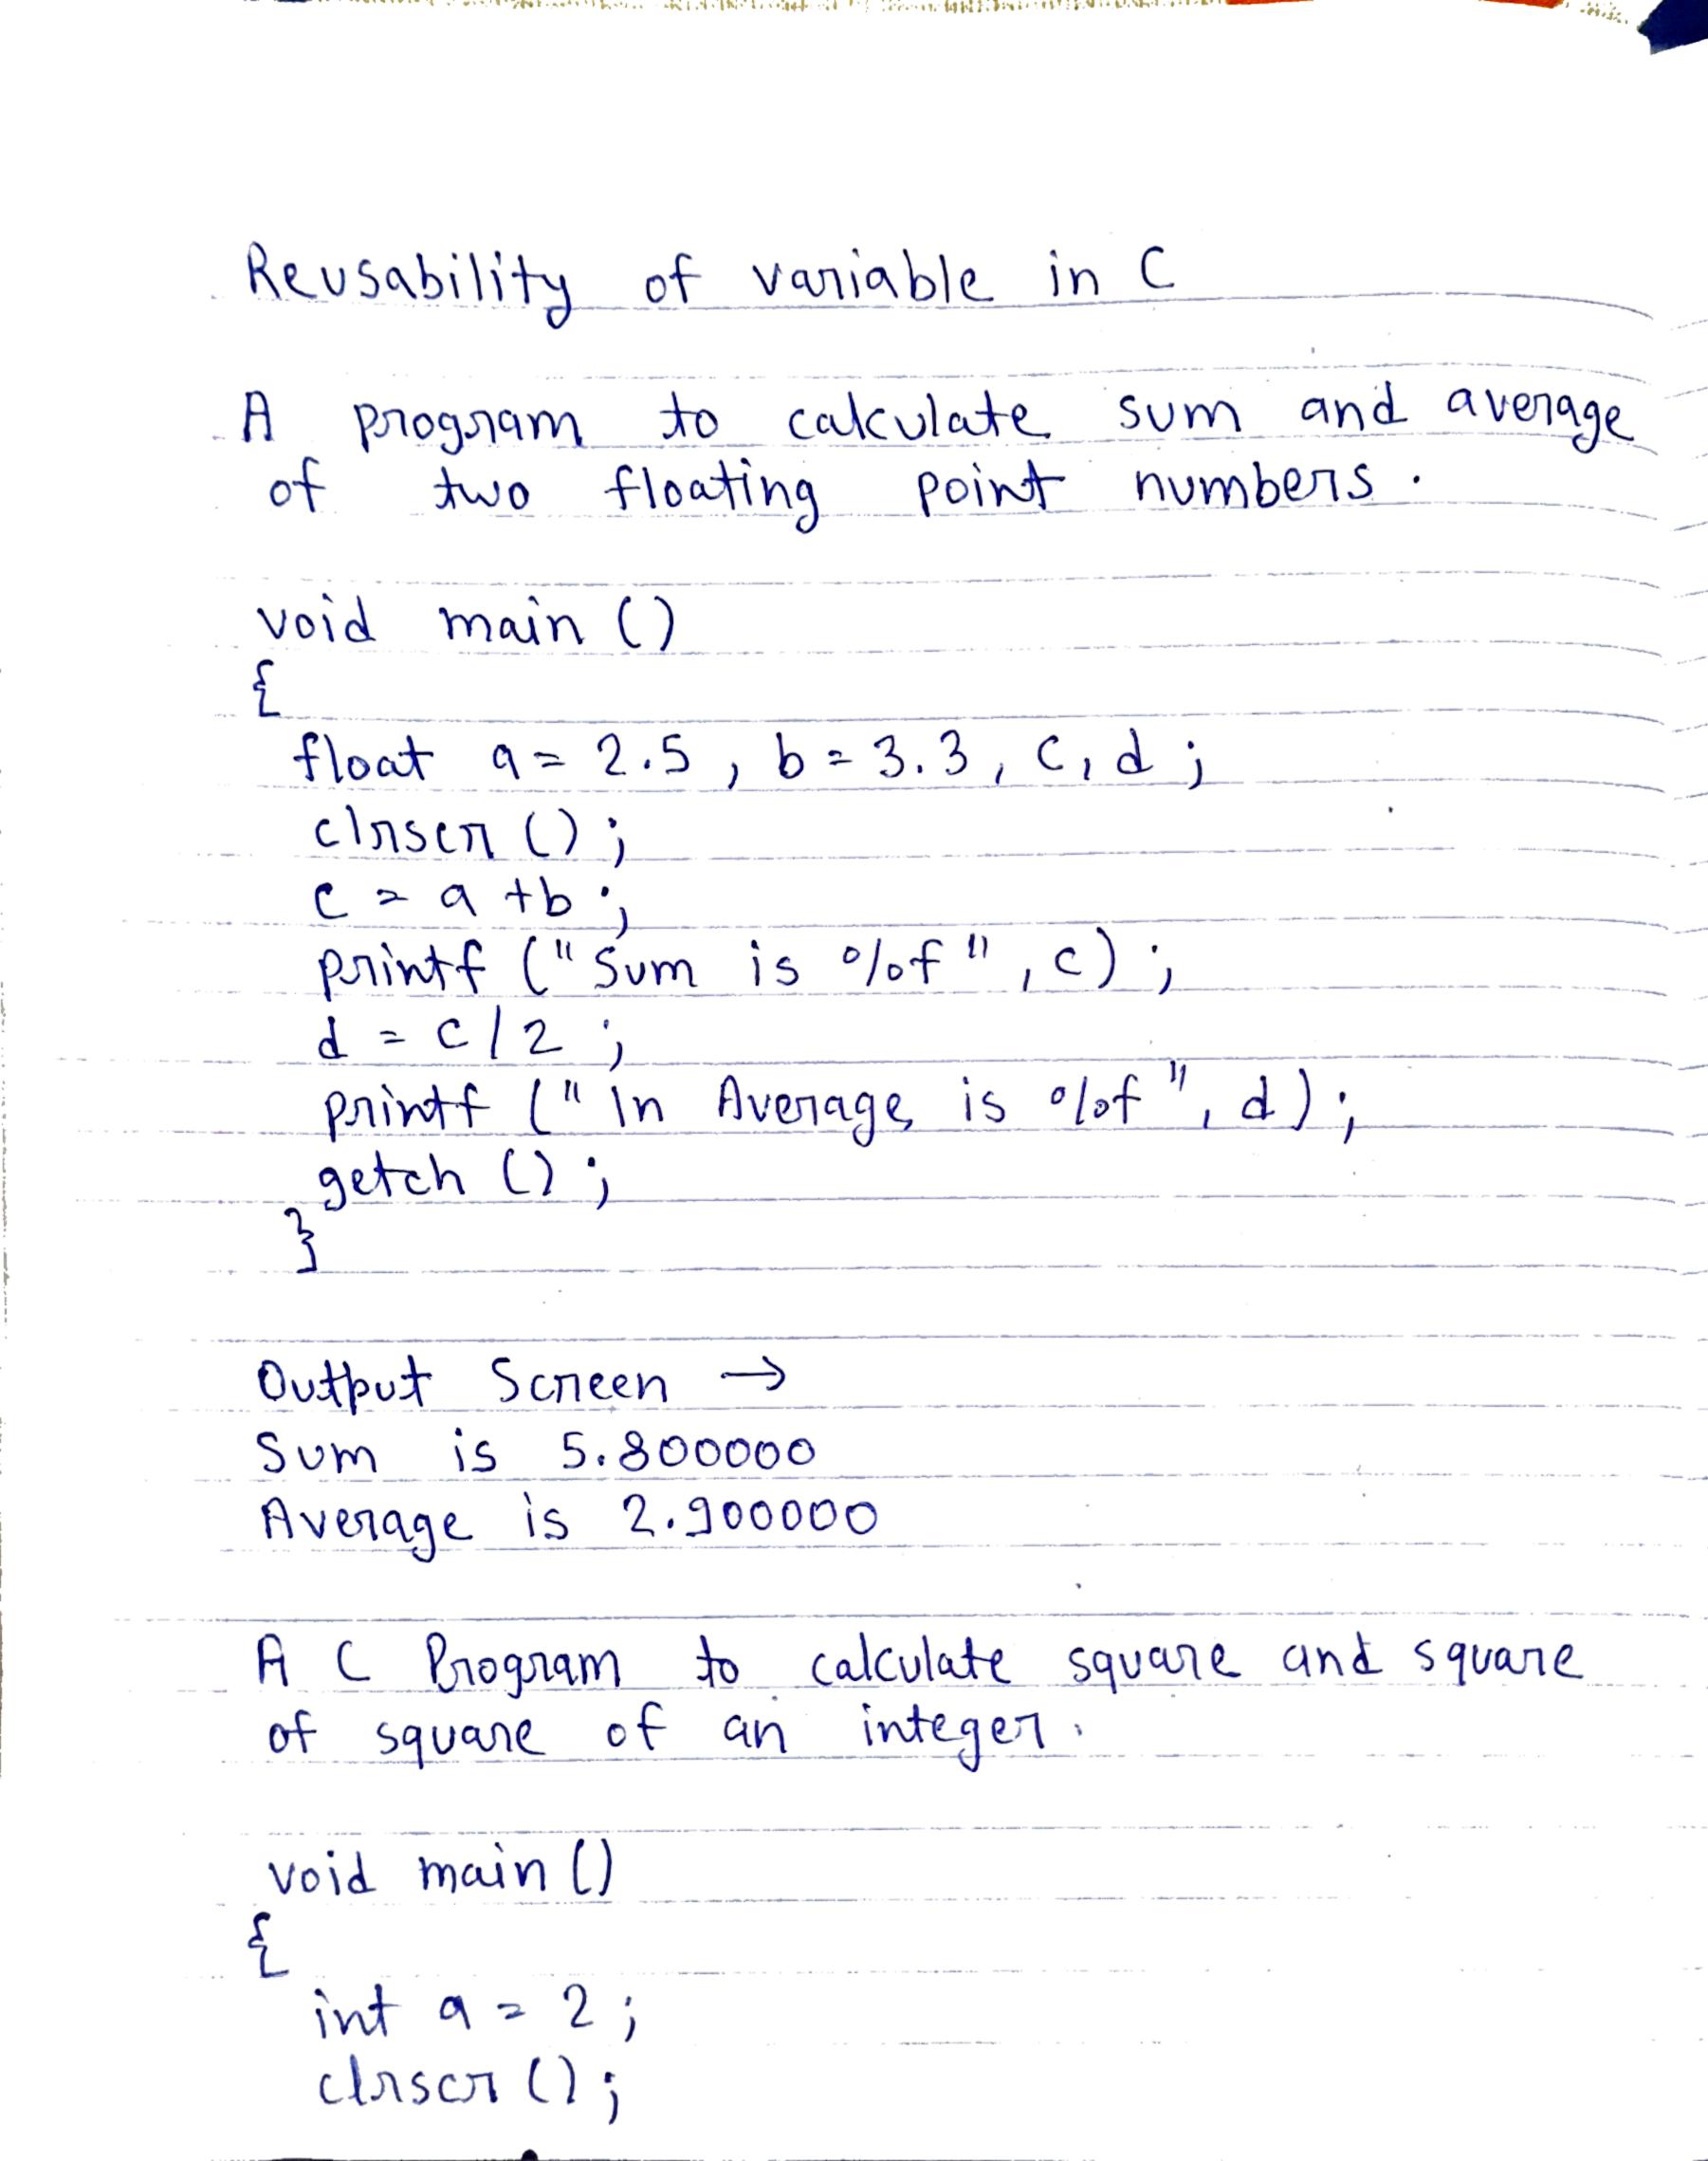 Reusability of variable in C
A program to calculate sum and average
of two floating point numbers.
void main ()
{
float a = 2.5, b = 3.3, c, d;
clrscr ();
c = a + b;
printf ("Sum is %f", c);
d = c / 2;
printf ("In Average is %f", d);
getch ();
}
Output Screen →
Sum is 5.800000
Average is 2.900000
A C Program to calculate square and square
of square of an integer.
void main ()
{
int a = 2;
clrscr ();